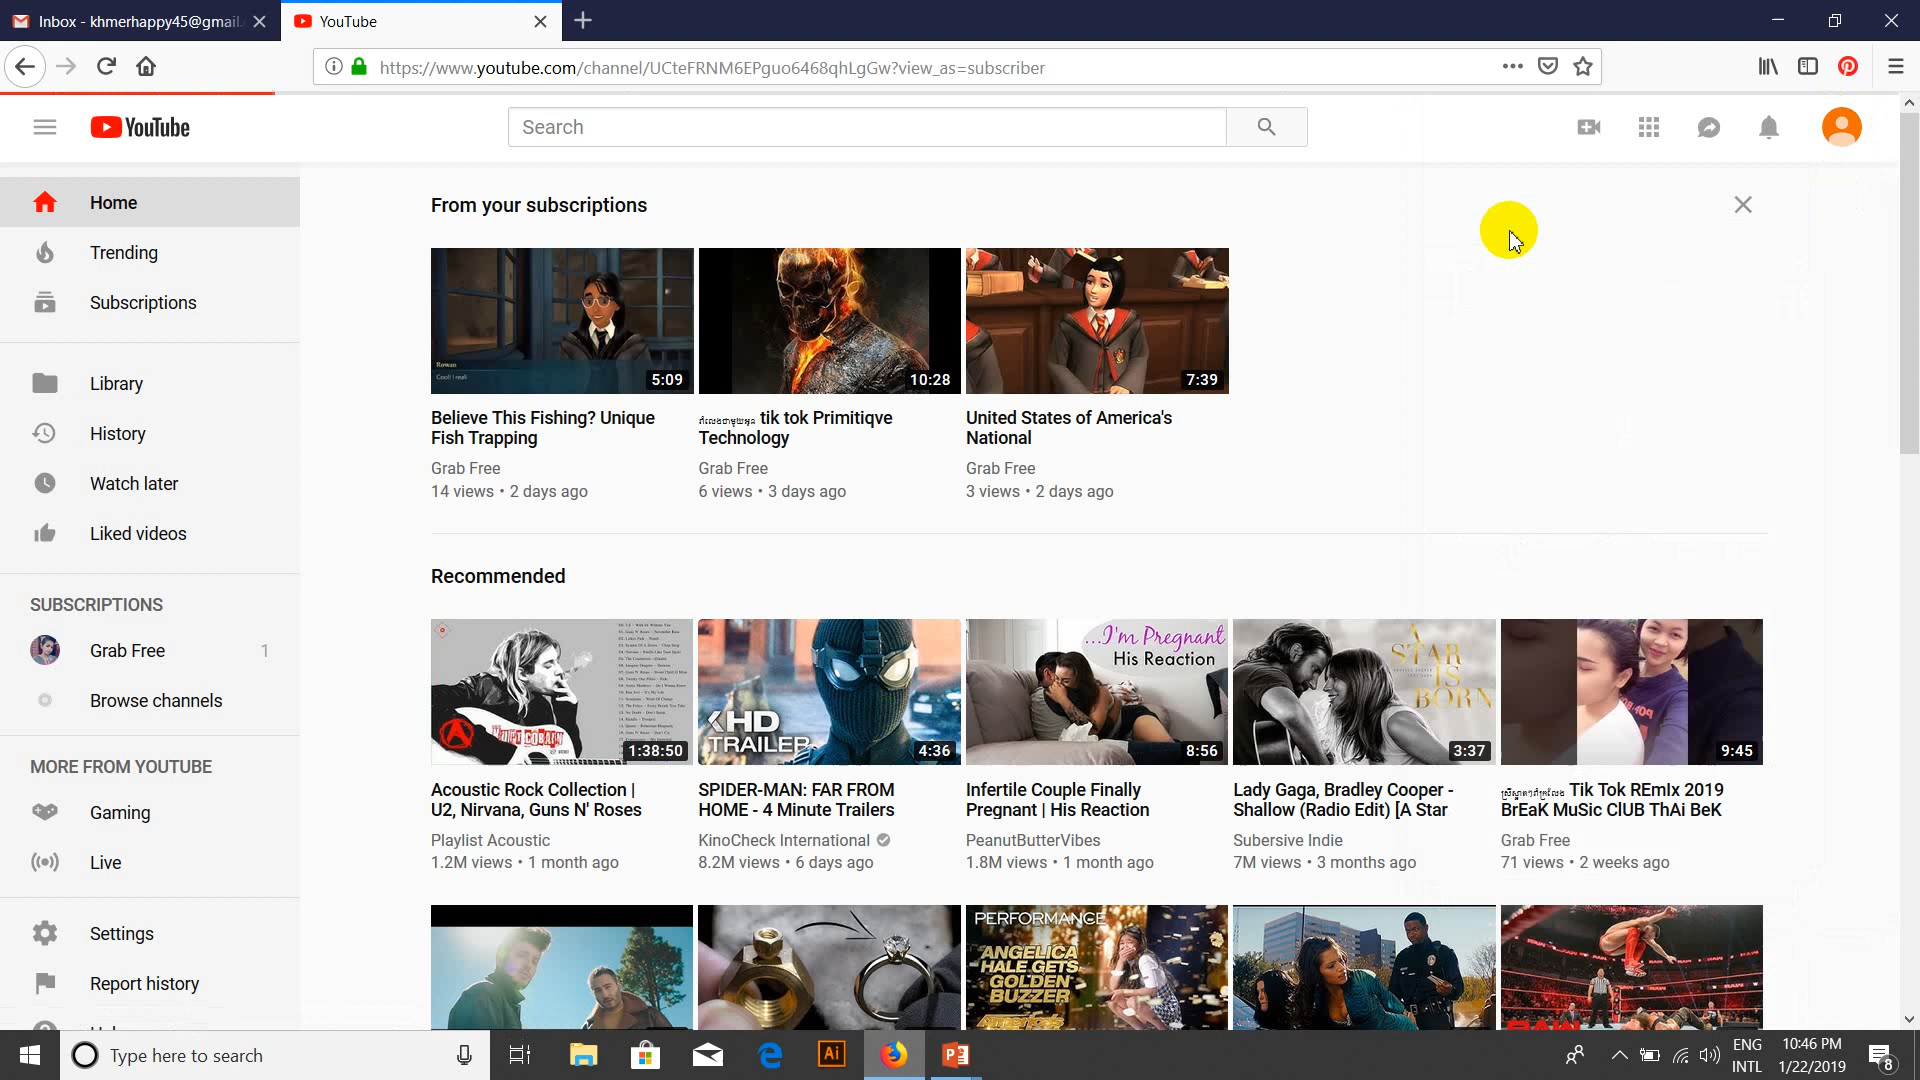 Inbox - khmerhappy45@gmail.
YouTube
https://www.youtube.com/channel/UCteFRNM6EPguo6468qhLgGw?view_as=subscriber
YouTube
Search
Home
Trending
Subscriptions
Library
History
Watch later
Liked videos
SUBSCRIPTIONS
Grab Free 1
Browse channels
MORE FROM YOUTUBE
Gaming
Live
Settings
Report history
From your subscriptions
Rowan
5:09
10:28
7:39
Believe This Fishing? Unique
Fish Trapping
Grab Free
14 views • 2 days ago
tik tok Primitiqve
Technology
Grab Free
6 views • 3 days ago
United States of America's
National
Grab Free
3 views • 2 days ago
Recommended
1:38:50
KHD
TRAILER
4:36
...I'm Pregnant
His Reaction
8:56
A
STAR
IS
BORN
3:37
9:45
Acoustic Rock Collection |
U2, Nirvana, Guns N' Roses
Playlist Acoustic
1.2M views • 1 month ago
SPIDER-MAN: FAR FROM
HOME - 4 Minute Trailers
KinoCheck International
8.2M views • 6 days ago
Infertile Couple Finally
Pregnant | His Reaction
PeanutButterVibes
1.8M views • 1 month ago
Lady Gaga, Bradley Cooper -
Shallow (Radio Edit) [A Star
Subersive Indie
7M views • 3 months ago
Tik Tok REmIx 2019
BrEaK MuSic ClUB ThAi BeK
Grab Free
71 views • 2 weeks ago
PERFORMANCE
ANGELICA
HALE GETS
GOLDEN
BUZZER
Type here to search
Ai
ENG
INTL
10:46 PM
1/22/2019
8